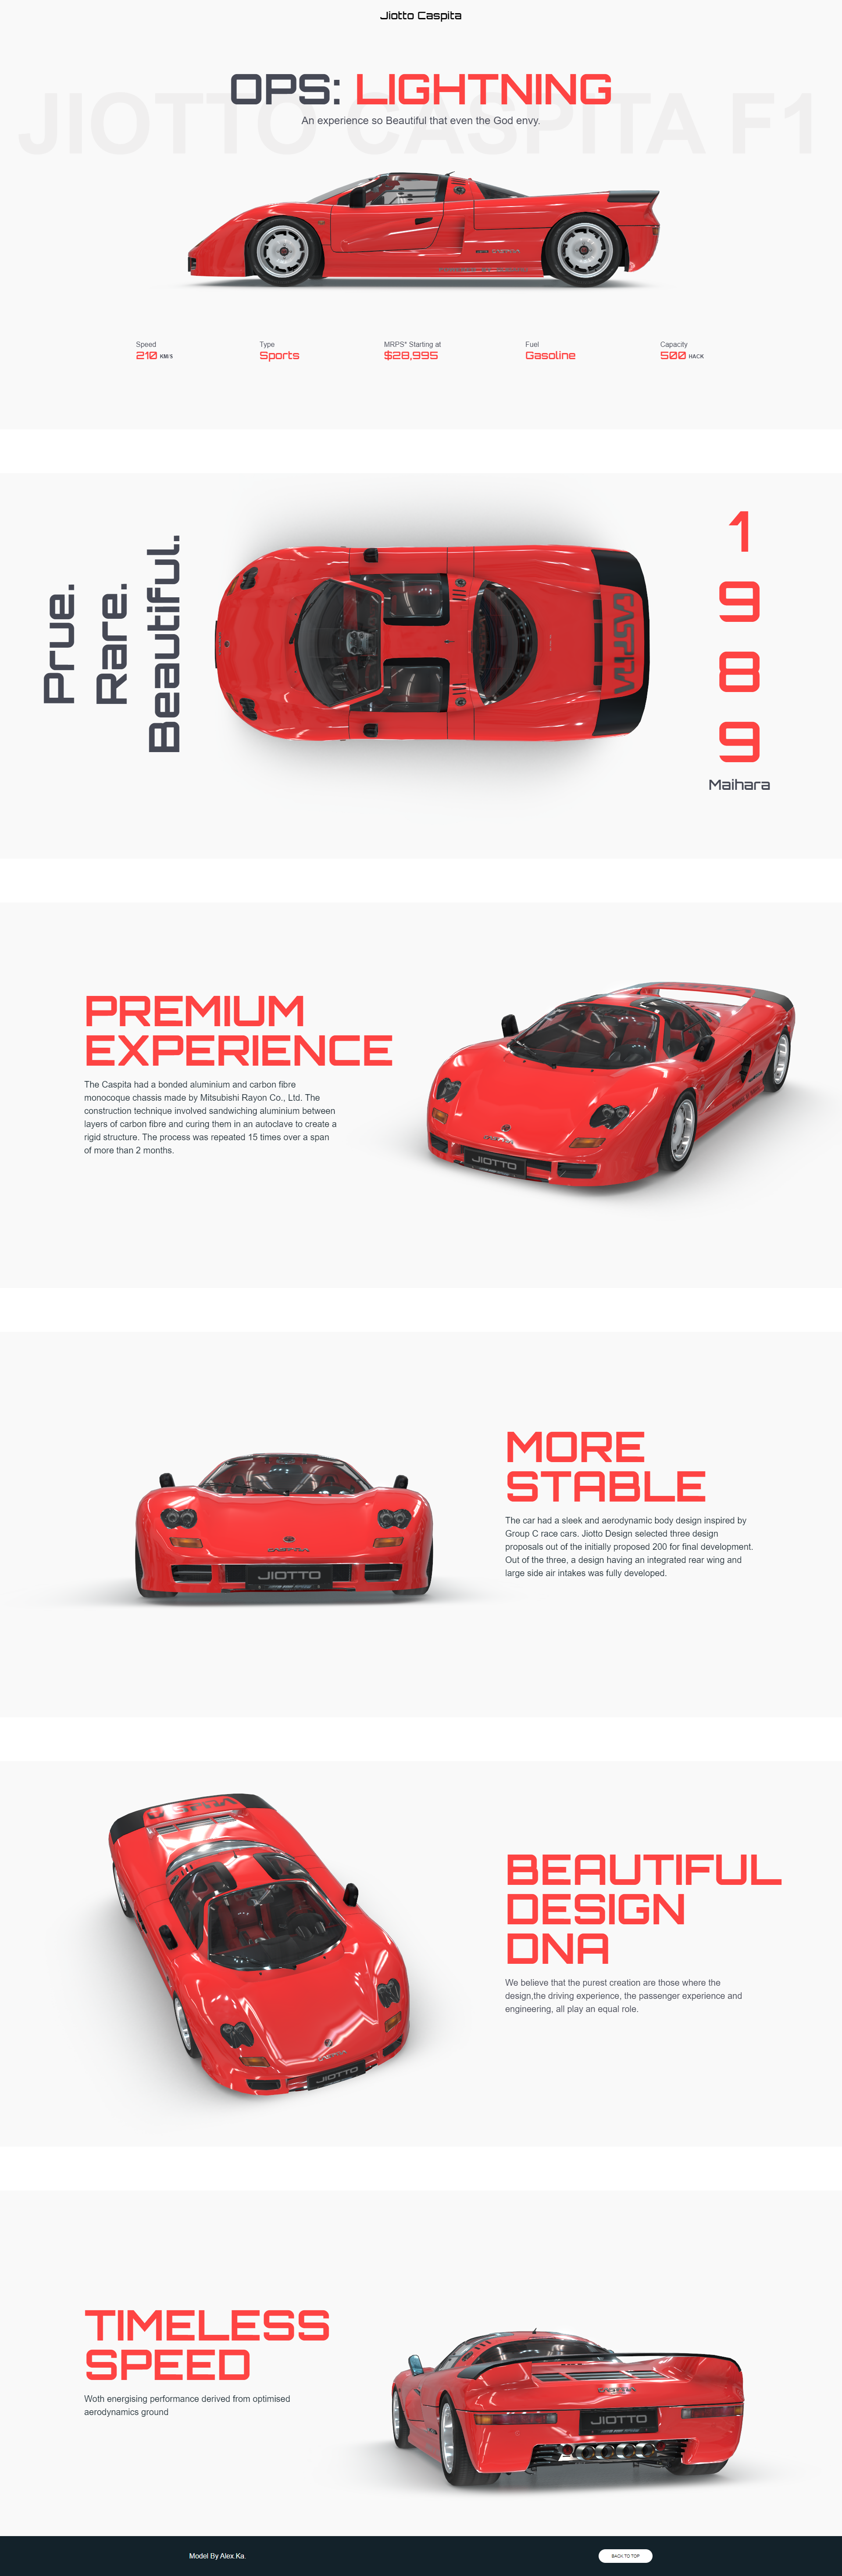 Jiotto Caspita
JIOTTO CASPITA F1
OPS: LIGHTNING
An experience so Beautiful that even the God envy.
Speed
210 KM/S
Type
Sports
MRPS* Starting at
$28,995
Fuel
Gasoline
Capacity
500 HACK
Prue.
Rare.
Beautiful.
CASPITA
1
9
8
9
Maihara
PREMIUM
EXPERIENCE
The Caspita had a bonded aluminium and carbon fibre
monocoque chassis made by Mitsubishi Rayon Co., Ltd. The
construction technique involved sandwiching aluminium between
layers of carbon fibre and curing them in an autoclave to create a
rigid structure. The process was repeated 15 times over a span
of more than 2 months.
JIOTTO
MORE
STABLE
The car had a sleek and aerodynamic body design inspired by
Group C race cars. Jiotto Design selected three design
proposals out of the initially proposed 200 for final development.
Out of the three, a design having an integrated rear wing and
large side air intakes was fully developed.
JIOTTO
BEAUTIFUL
DESIGN
DNA
We believe that the purest creation are those where the
design,the driving experience, the passenger experience and
engineering, all play an equal role.
JIOTTO
TIMELESS
SPEED
Woth energising performance derived from optimised
aerodynamics ground
JIOTTO
Model By Alex.Ka.
BACK TO TOP